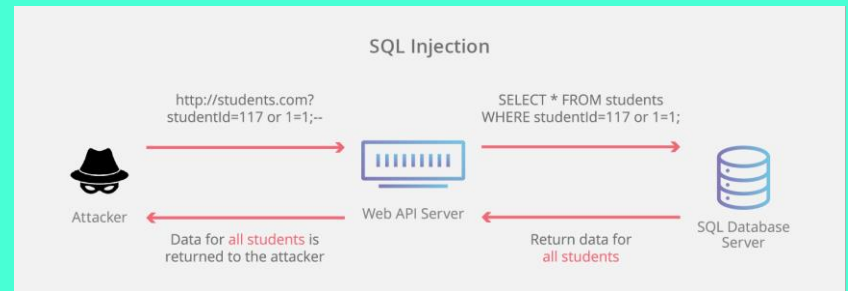 SQL Injection
http://students.com?
studentId=117 or 1=1;--
SELECT * FROM students
WHERE studentId=117 or 1=1;
Attacker
Web API Server
SQL Database
Server
Data for all students is
returned to the attacker
Return data for
all students